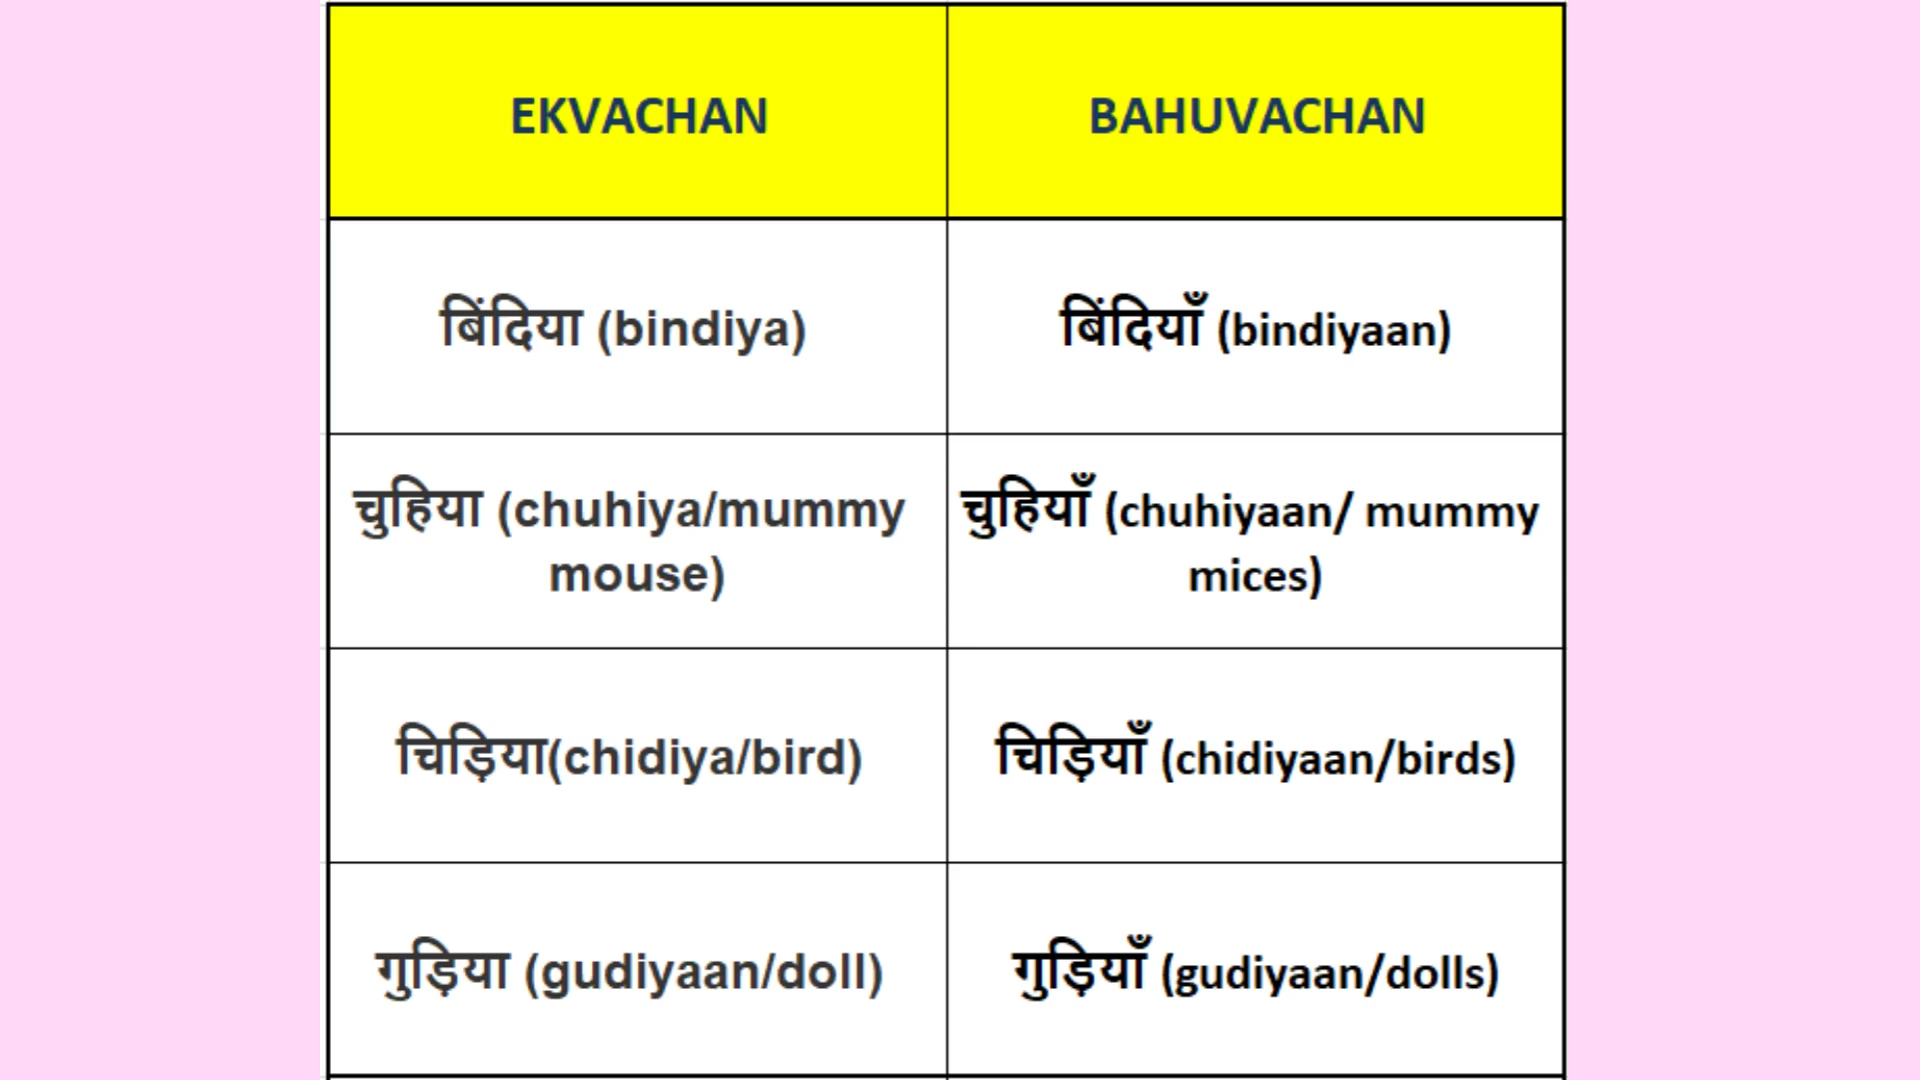 EKVACHAN BAHUVACHAN
बिंदिया (bindiya) बिंदियाँ (bindiyaan)
चुहिया (chuhiya/mummy
mouse)
चुहियाँ (chuhiyaan/ mummy
mices)
चिड़िया(chidiya/bird) चिड़ियाँ (chidiyaan/birds)
गुड़िया (gudiyaan/doll) गुड़ियाँ (gudiyaan/dolls)